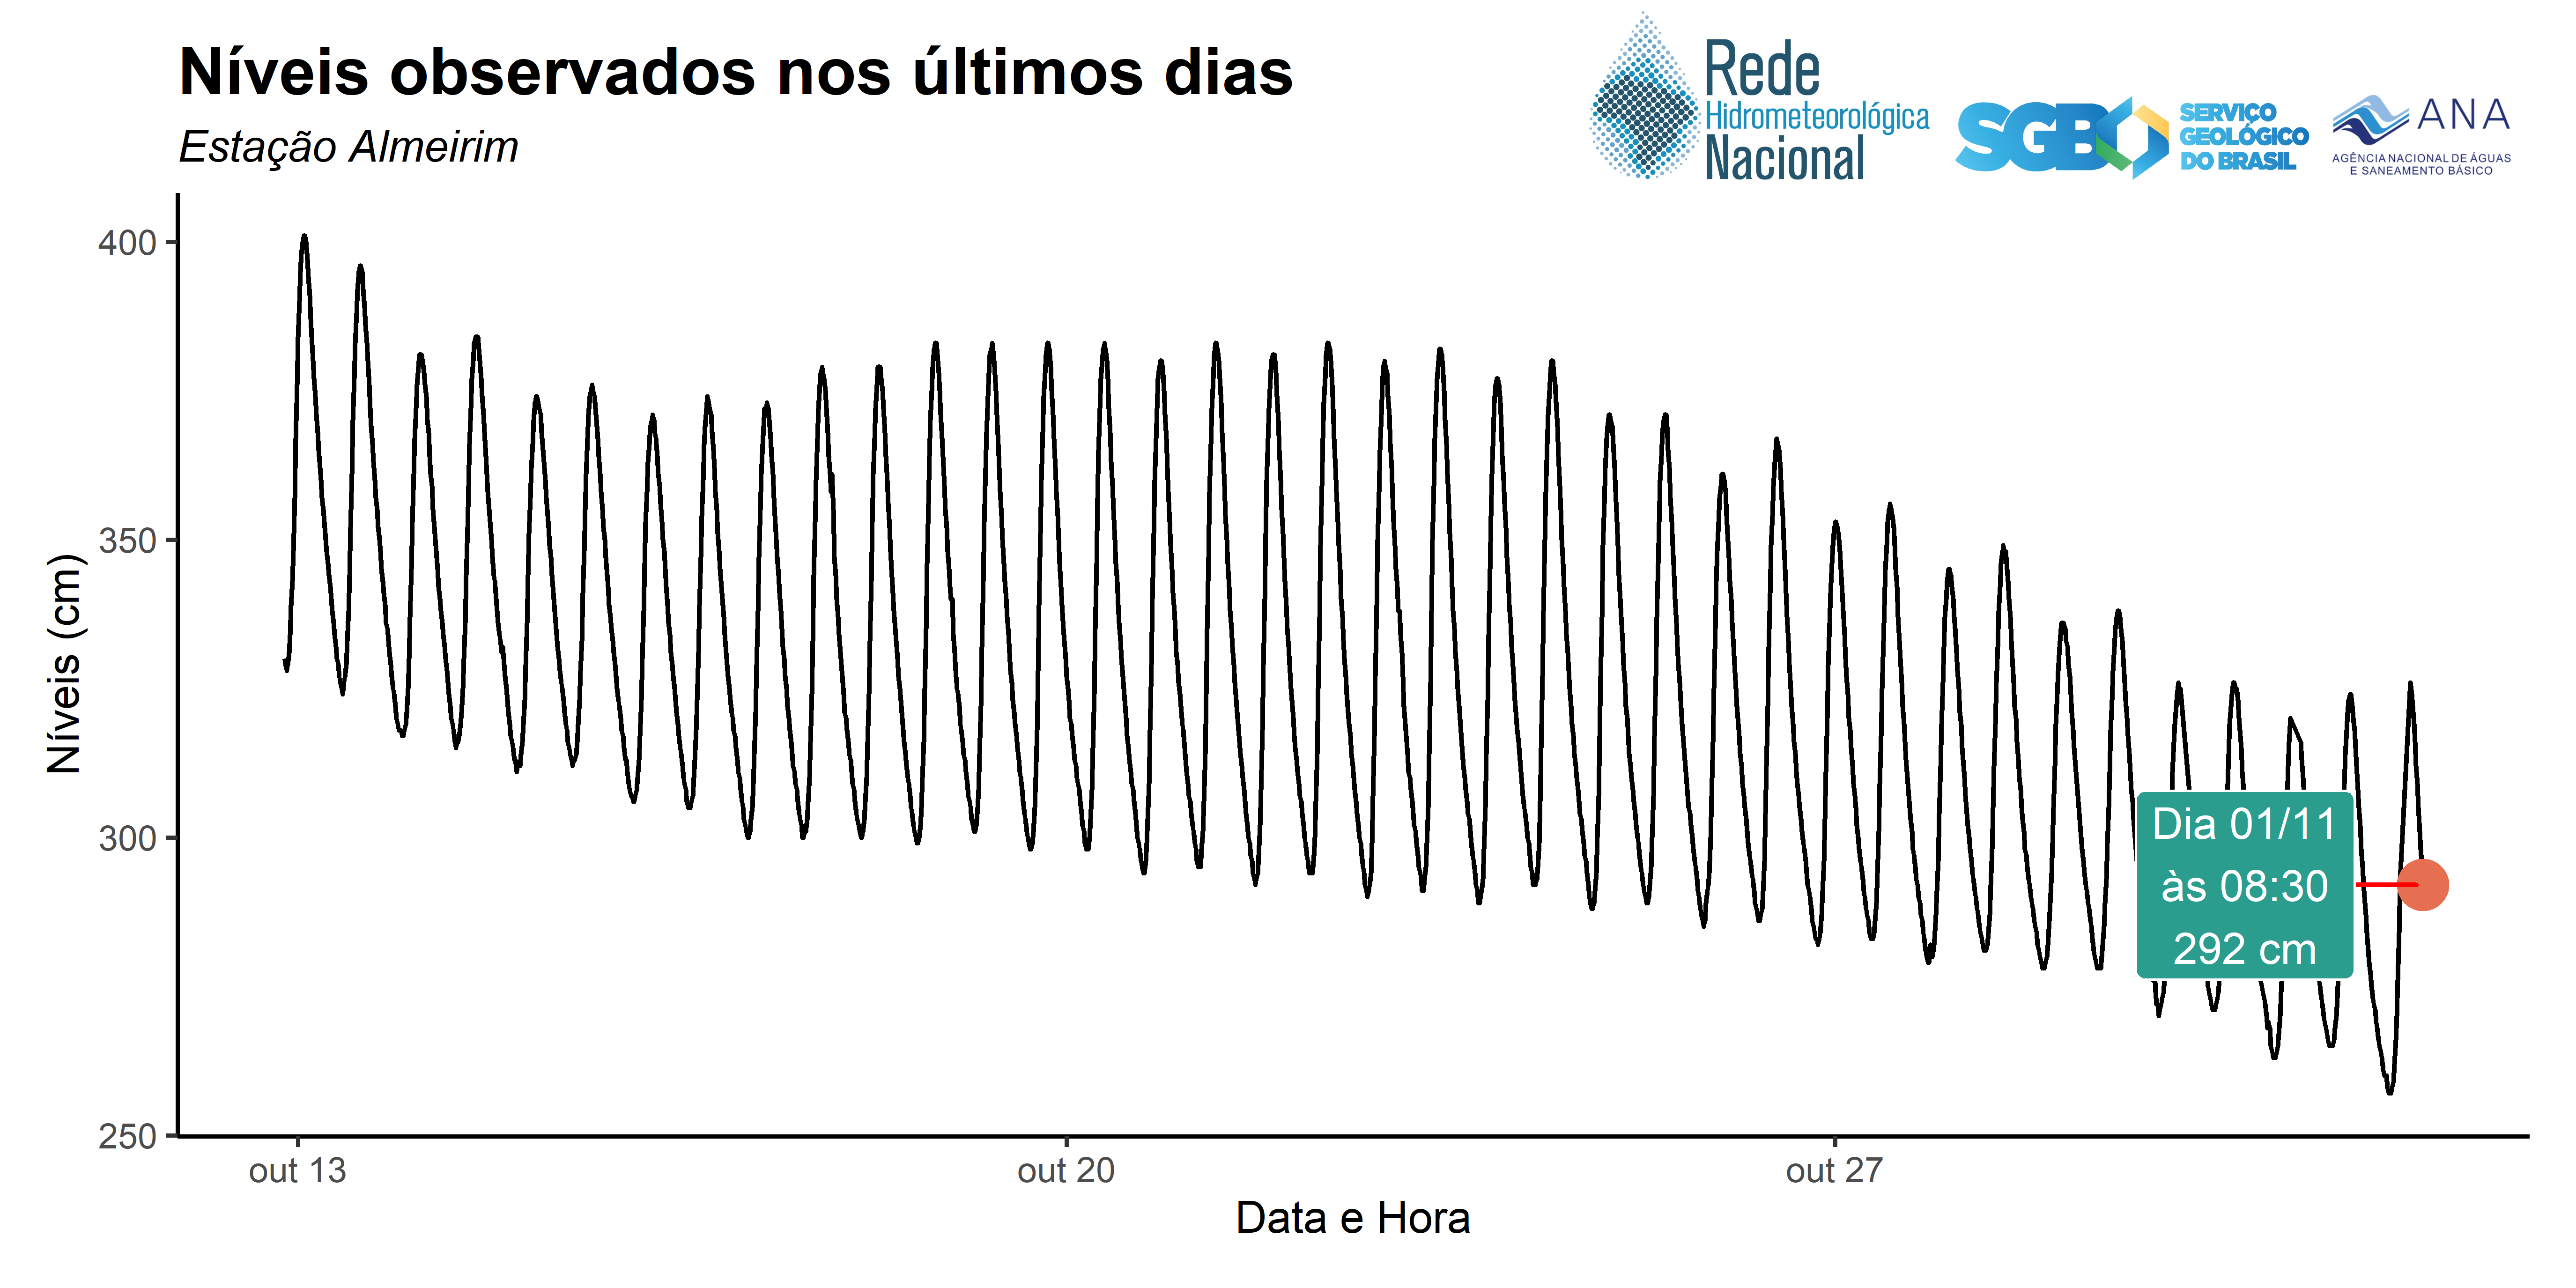 Níveis observados nos últimos dias
Estação Almeirim
Rede
Hidrometeorológica
Nacional
SGB
SERVIÇO
GEOLÓGICO
DO BRASIL
ANA
AGÊNCIA NACIONAL DE ÁGUAS
E SANEAMENTO BÁSICO
Níveis (cm)
400
350
300
250
Dia 01/11
às 08:30
292 cm
out 13
out 20
out 27
Data e Hora